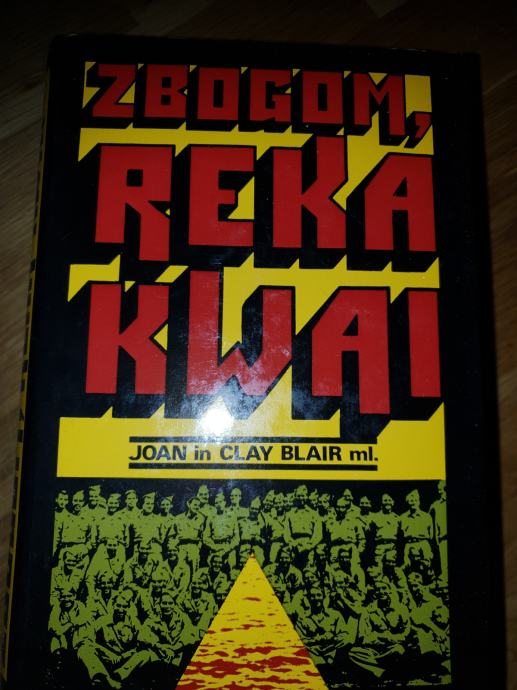 ZBOGOM,
REKA
KWAI
JOAN in CLAY BLAIR ml.